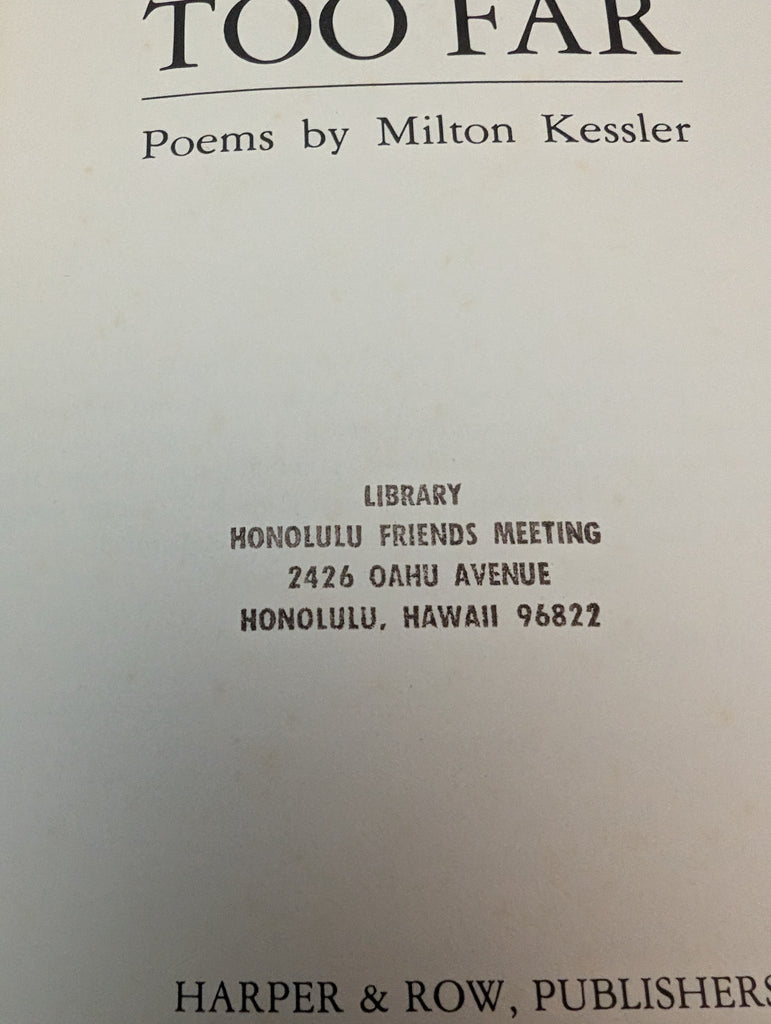 TOO FAR
Poems by Milton Kessler
LIBRARY
HONOLULU FRIENDS MEETING
2426 OAHU AVENUE
HONOLULU, HAWAII 96822
HARPER & ROW, PUBLISHERS